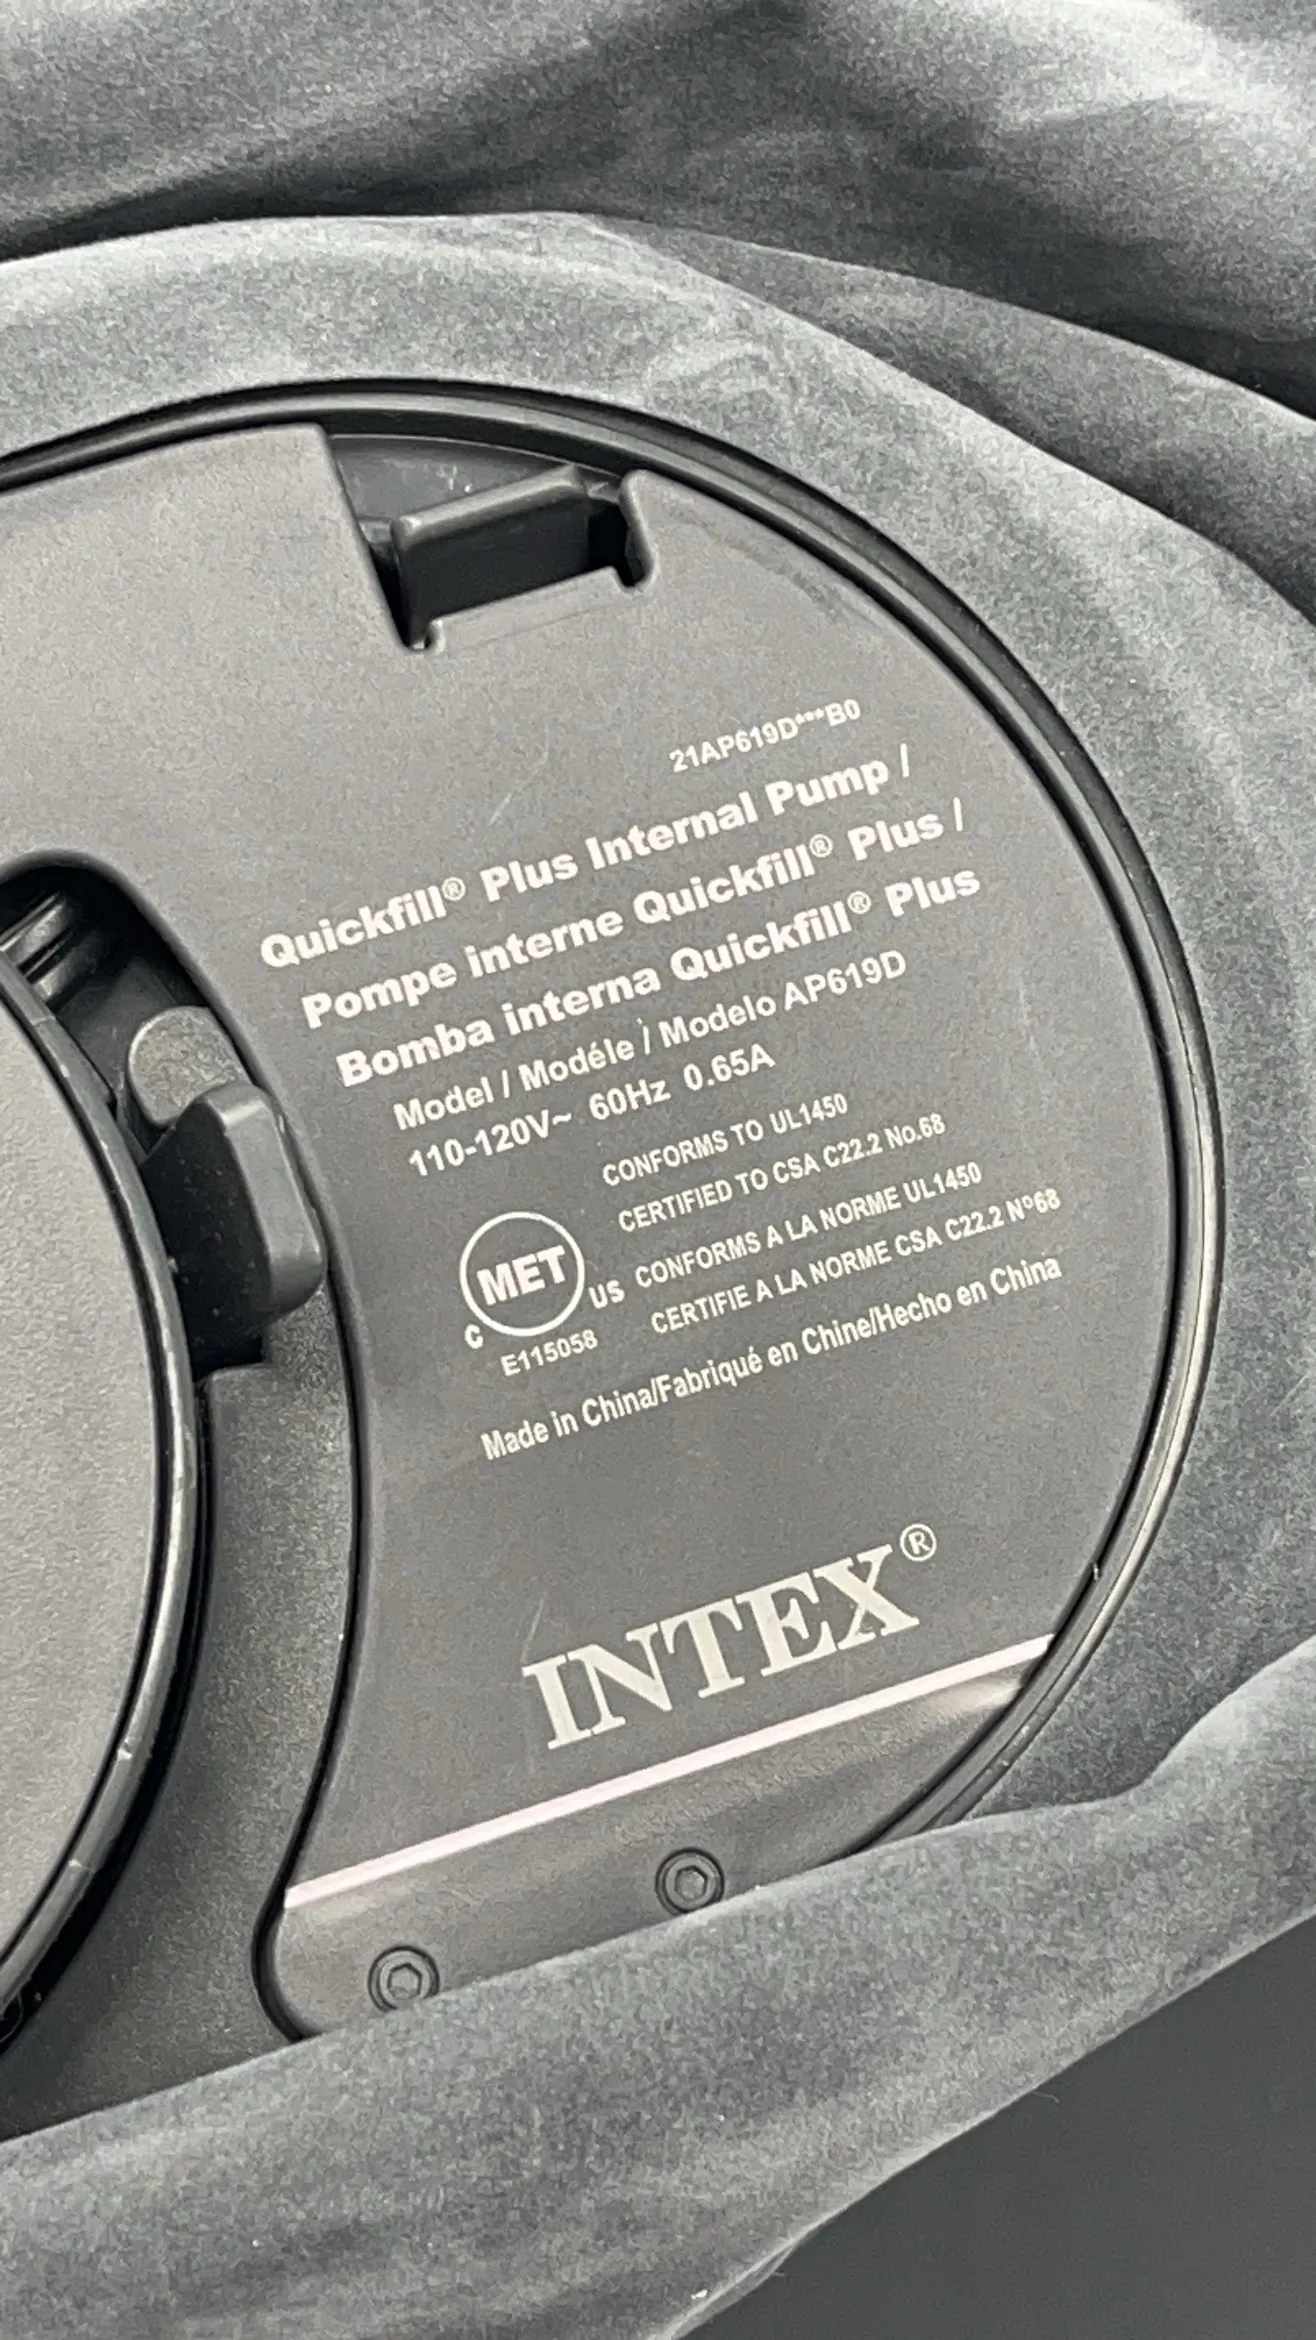 21AP619D***B0
Quickfill® Plus Internal Pump /
Pompe interne Quickfill® Plus /
Bomba interna Quickfill® Plus
Model / Modéle / Modelo AP619D
110-120V~ 60Hz 0.65A
CONFORMS TO UL1450
CERTIFIED TO CSA C22.2 No.68
CONFORMS A LA NORME UL1450
CERTIFIE A LA NORME CSA C22.2 Nº68
C MET US
E115058
Made in China/Fabriqué en Chine/Hecho en China
INTEX®